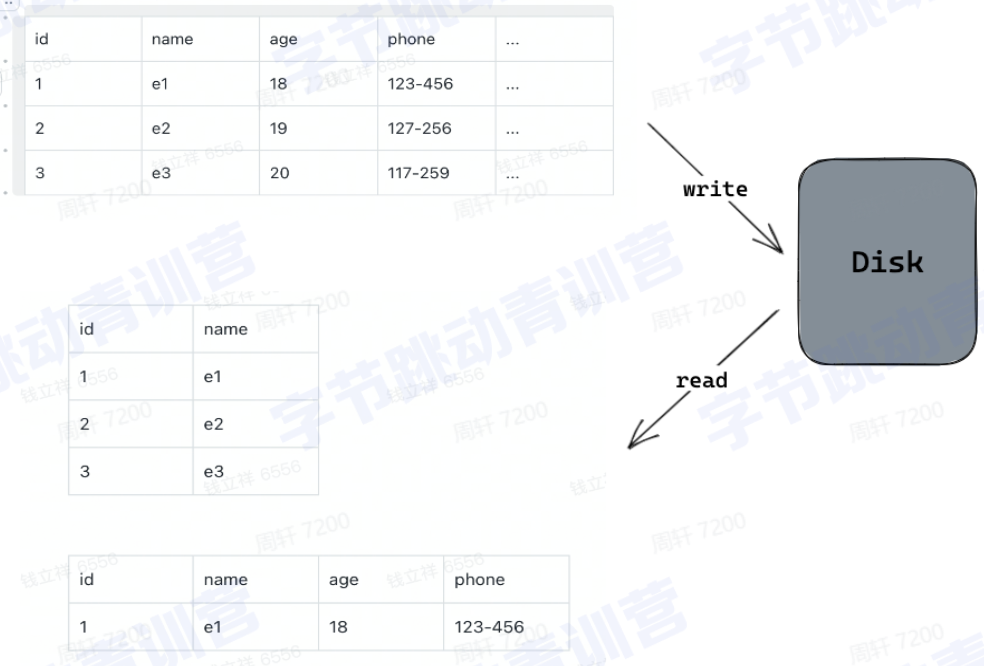 id name age phone ...
1 e1 18 123-456 ...
2 e2 19 127-256 ...
3 e3 20 117-259 ...
write
Disk
read
id name
1 e1
2 e2
3 e3
id name age phone
1 e1 18 123-456
字节跳动青训营
周轩 7200
钱立祥 6556